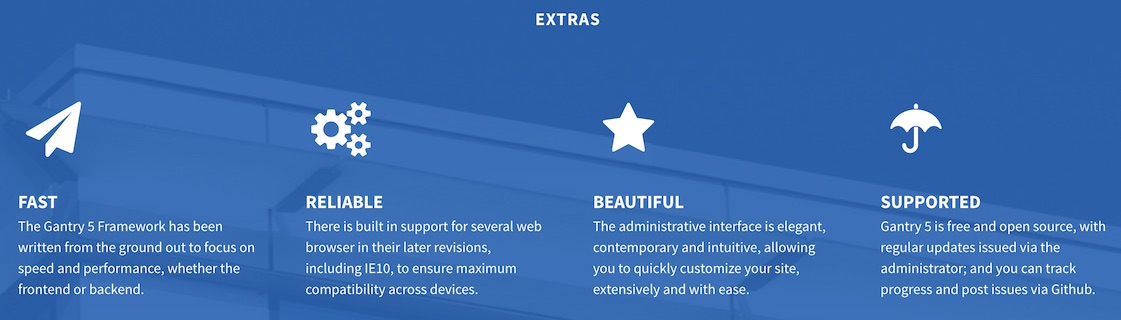 EXTRAS
FAST
The Gantry 5 Framework has been
written from the ground out to focus on
speed and performance, whether the
frontend or backend.
RELIABLE
There is built in support for several web
browser in their later revisions,
including IE10, to ensure maximum
compatibility across devices.
BEAUTIFUL
The administrative interface is elegant,
contemporary and intuitive, allowing
you to quickly customize your site,
extensively and with ease.
SUPPORTED
Gantry 5 is free and open source, with
regular updates issued via the
administrator; and you can track
progress and post issues via Github.